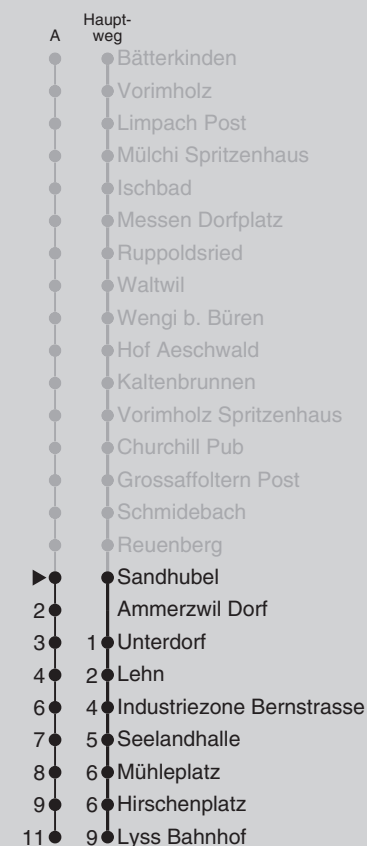 A
Haupt-
weg
Bätterkinden
Vorimholz
Limpach Post
Mülchi Spritzenhaus
Ischbad
Messen Dorfplatz
Ruppoldsried
Waltwil
Wengi b. Büren
Hof Aeschwald
Kaltenbrunnen
Vorimholz Spritzenhaus
Churchill Pub
Grossaffoltern Post
Schmidebach
Reuenberg
Sandhubel
2 Ammerzwil Dorf
3 1 Unterdorf
4 2 Lehn
6 4 Industriezone Bernstrasse
7 5 Seelandhalle
8 6 Mühleplatz
9 6 Hirschenplatz
11 9 Lyss Bahnhof